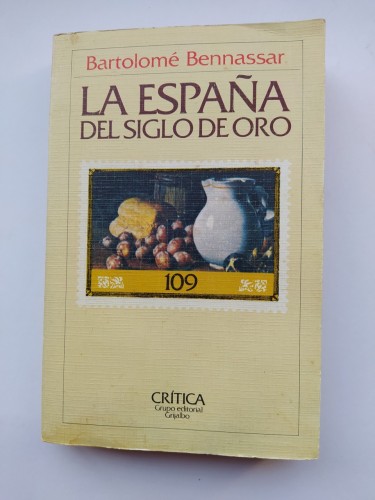 Bartolomé Bennassar
LA ESPAÑA
DEL SIGLO DE ORO
109
CRÍTICA
Grupo editorial
Grijalbo